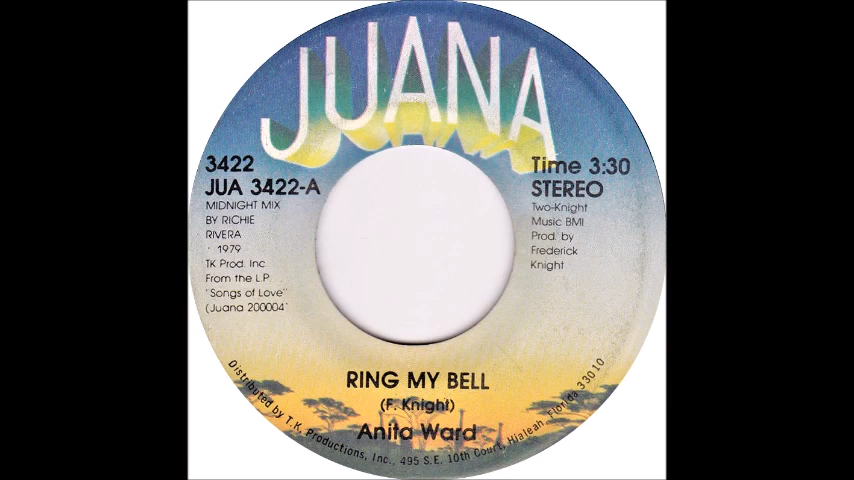 JUANA
3422
JUA 3422-A
MIDNIGHT MIX
BY RICHIE
RIVERA
1979
TK Prod. Inc
From the L.P.
"Songs of Love"
(Juana 200004)
Time 3:30
STEREO
Two-Knight
Music BMI
Prod. by
Frederick
Knight
RING MY BELL
(F. Knight)
Anita Ward
Distributed by T.K. Productions, Inc., 495 S.E. 10th Court, Hialeah, Florida 33010